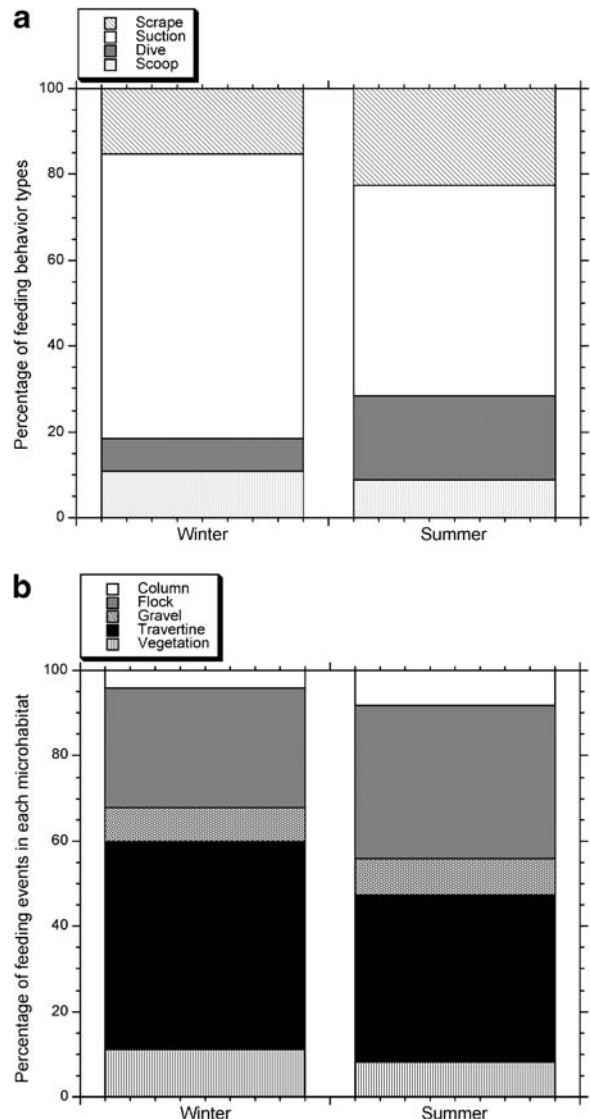 a
Scrape
Suction
Dive
Scoop
100
80
60
40
20
0
Percentage of feeding behavior types
Winter Summer
b
Column
Flock
Gravel
Travertine
Vegetation
100
80
60
40
20
0
Percentage of feeding events in each microhabitat
Winter Summer